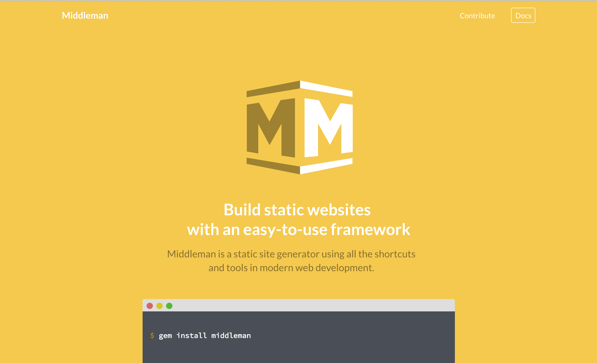 Middleman
Contribute
Docs
MM
Build static websites
with an easy-to-use framework
Middleman is a static site generator using all the shortcuts
and tools in modern web development.
$ gem install middleman